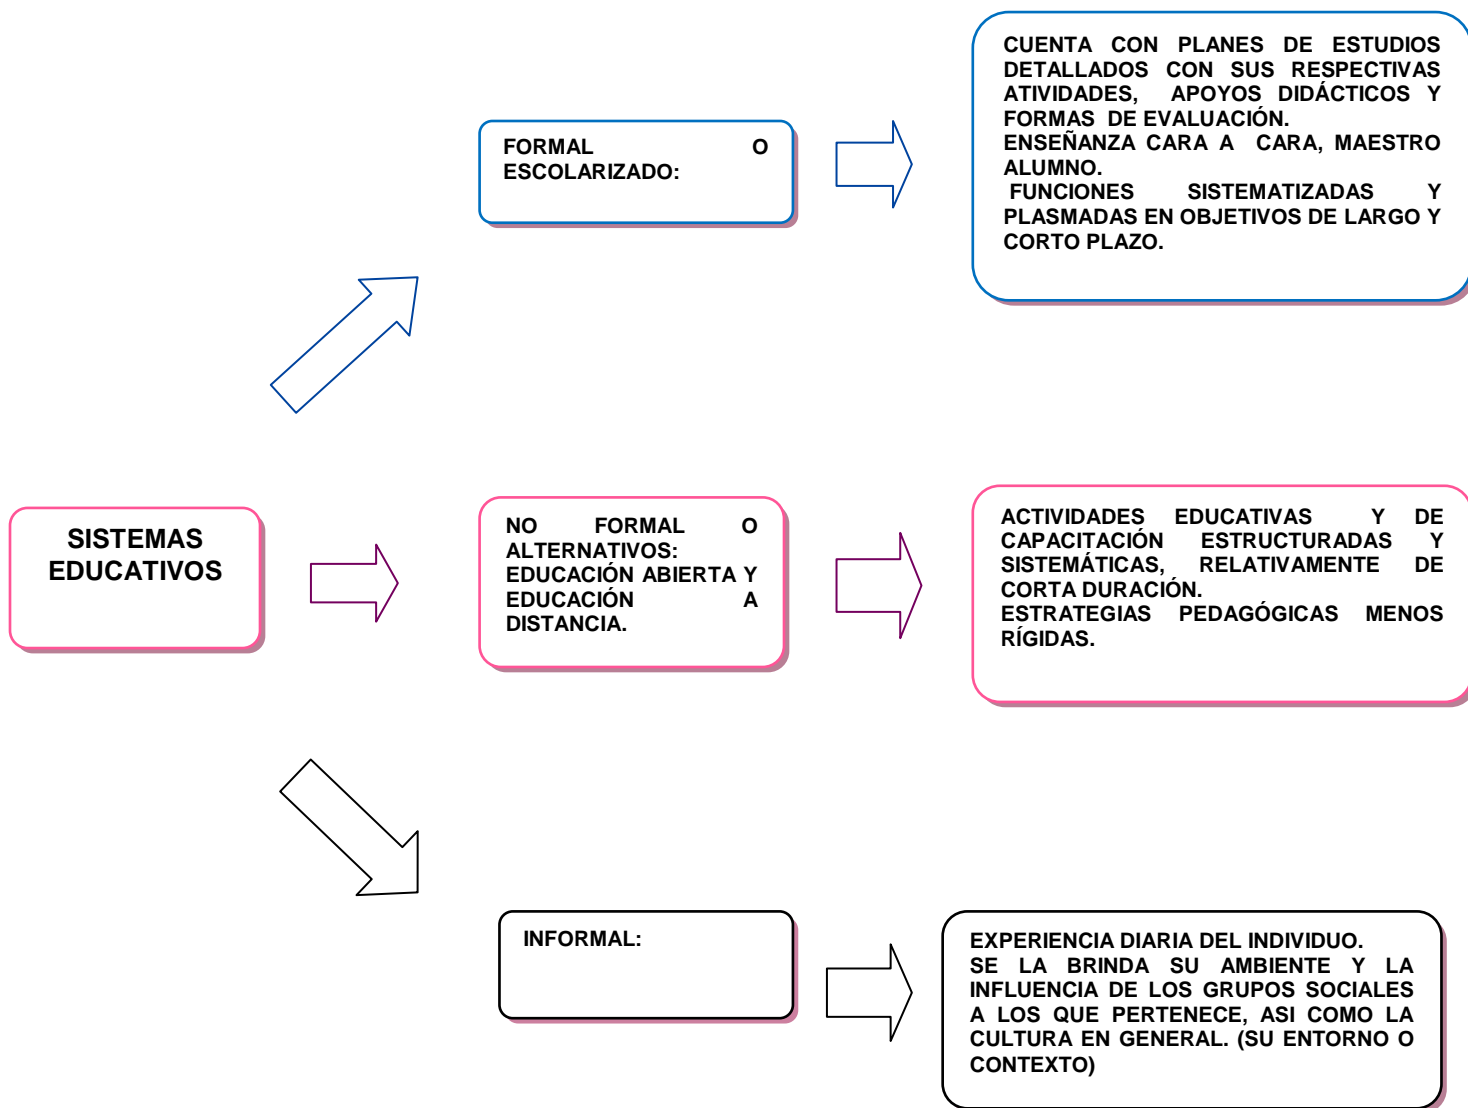 SISTEMAS
EDUCATIVOS
FORMAL O
ESCOLARIZADO:
CUENTA CON PLANES DE ESTUDIOS
DETALLADOS CON SUS RESPECTIVAS
ATIVIDADES, APOYOS DIDÁCTICOS Y
FORMAS DE EVALUACIÓN.
ENSEÑANZA CARA A CARA, MAESTRO
ALUMNO.
FUNCIONES SISTEMATIZADAS Y
PLASMADAS EN OBJETIVOS DE LARGO Y
CORTO PLAZO.
NO FORMAL O
ALTERNATIVOS:
EDUCACIÓN ABIERTA Y
EDUCACIÓN A
DISTANCIA.
ACTIVIDADES EDUCATIVAS Y DE
CAPACITACIÓN ESTRUCTURADAS Y
SISTEMÁTICAS, RELATIVAMENTE DE
CORTA DURACIÓN.
ESTRATEGIAS PEDAGÓGICAS MENOS
RÍGIDAS.
INFORMAL:
EXPERIENCIA DIARIA DEL INDIVIDUO.
SE LA BRINDA SU AMBIENTE Y LA
INFLUENCIA DE LOS GRUPOS SOCIALES
A LOS QUE PERTENECE, ASI COMO LA
CULTURA EN GENERAL. (SU ENTORNO O
CONTEXTO)